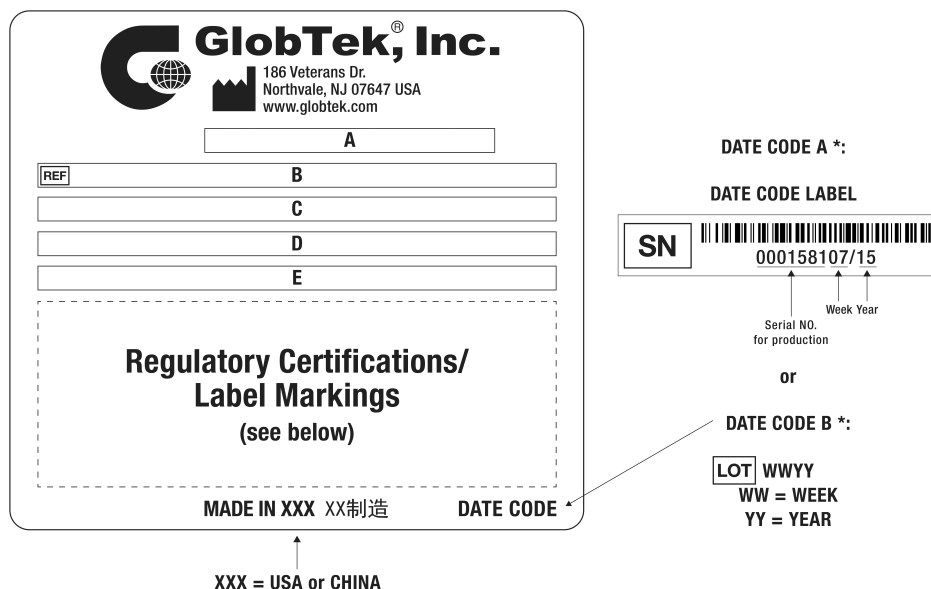 GlobTek,® Inc.
186 Veterans Dr.
Northvale, NJ 07647 USA
www.globtek.com
A
REF B
C
D
E
Regulatory Certifications/
Label Markings
(see below)
MADE IN XXX XX制造 DATE CODE
XXX = USA or CHINA
DATE CODE A *:
DATE CODE LABEL
SN
000158107/15
Week Year
Serial NO.
for production
or
DATE CODE B *:
LOT WWYY
WW = WEEK
YY = YEAR